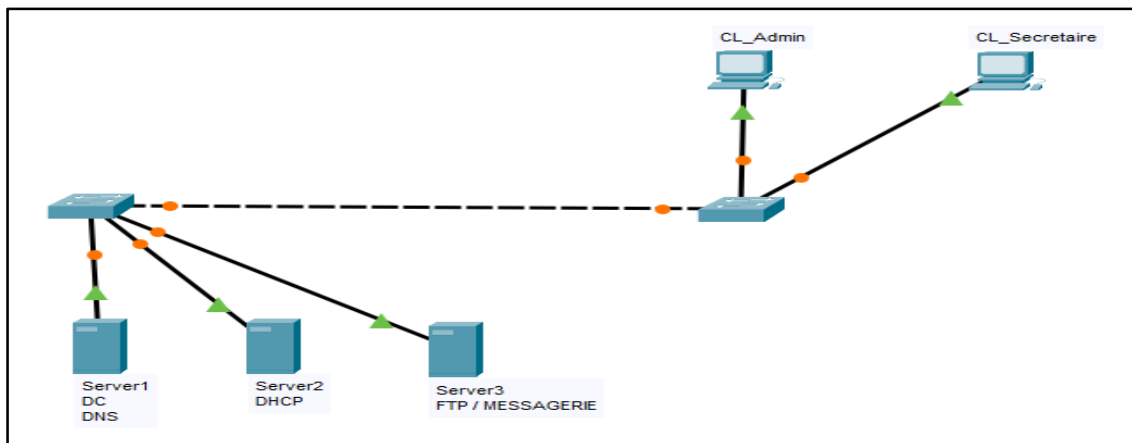 CL_Admin
CL_Secretaire
Server1
DC
DNS
Server2
DHCP
Server3
FTP / MESSAGERIE